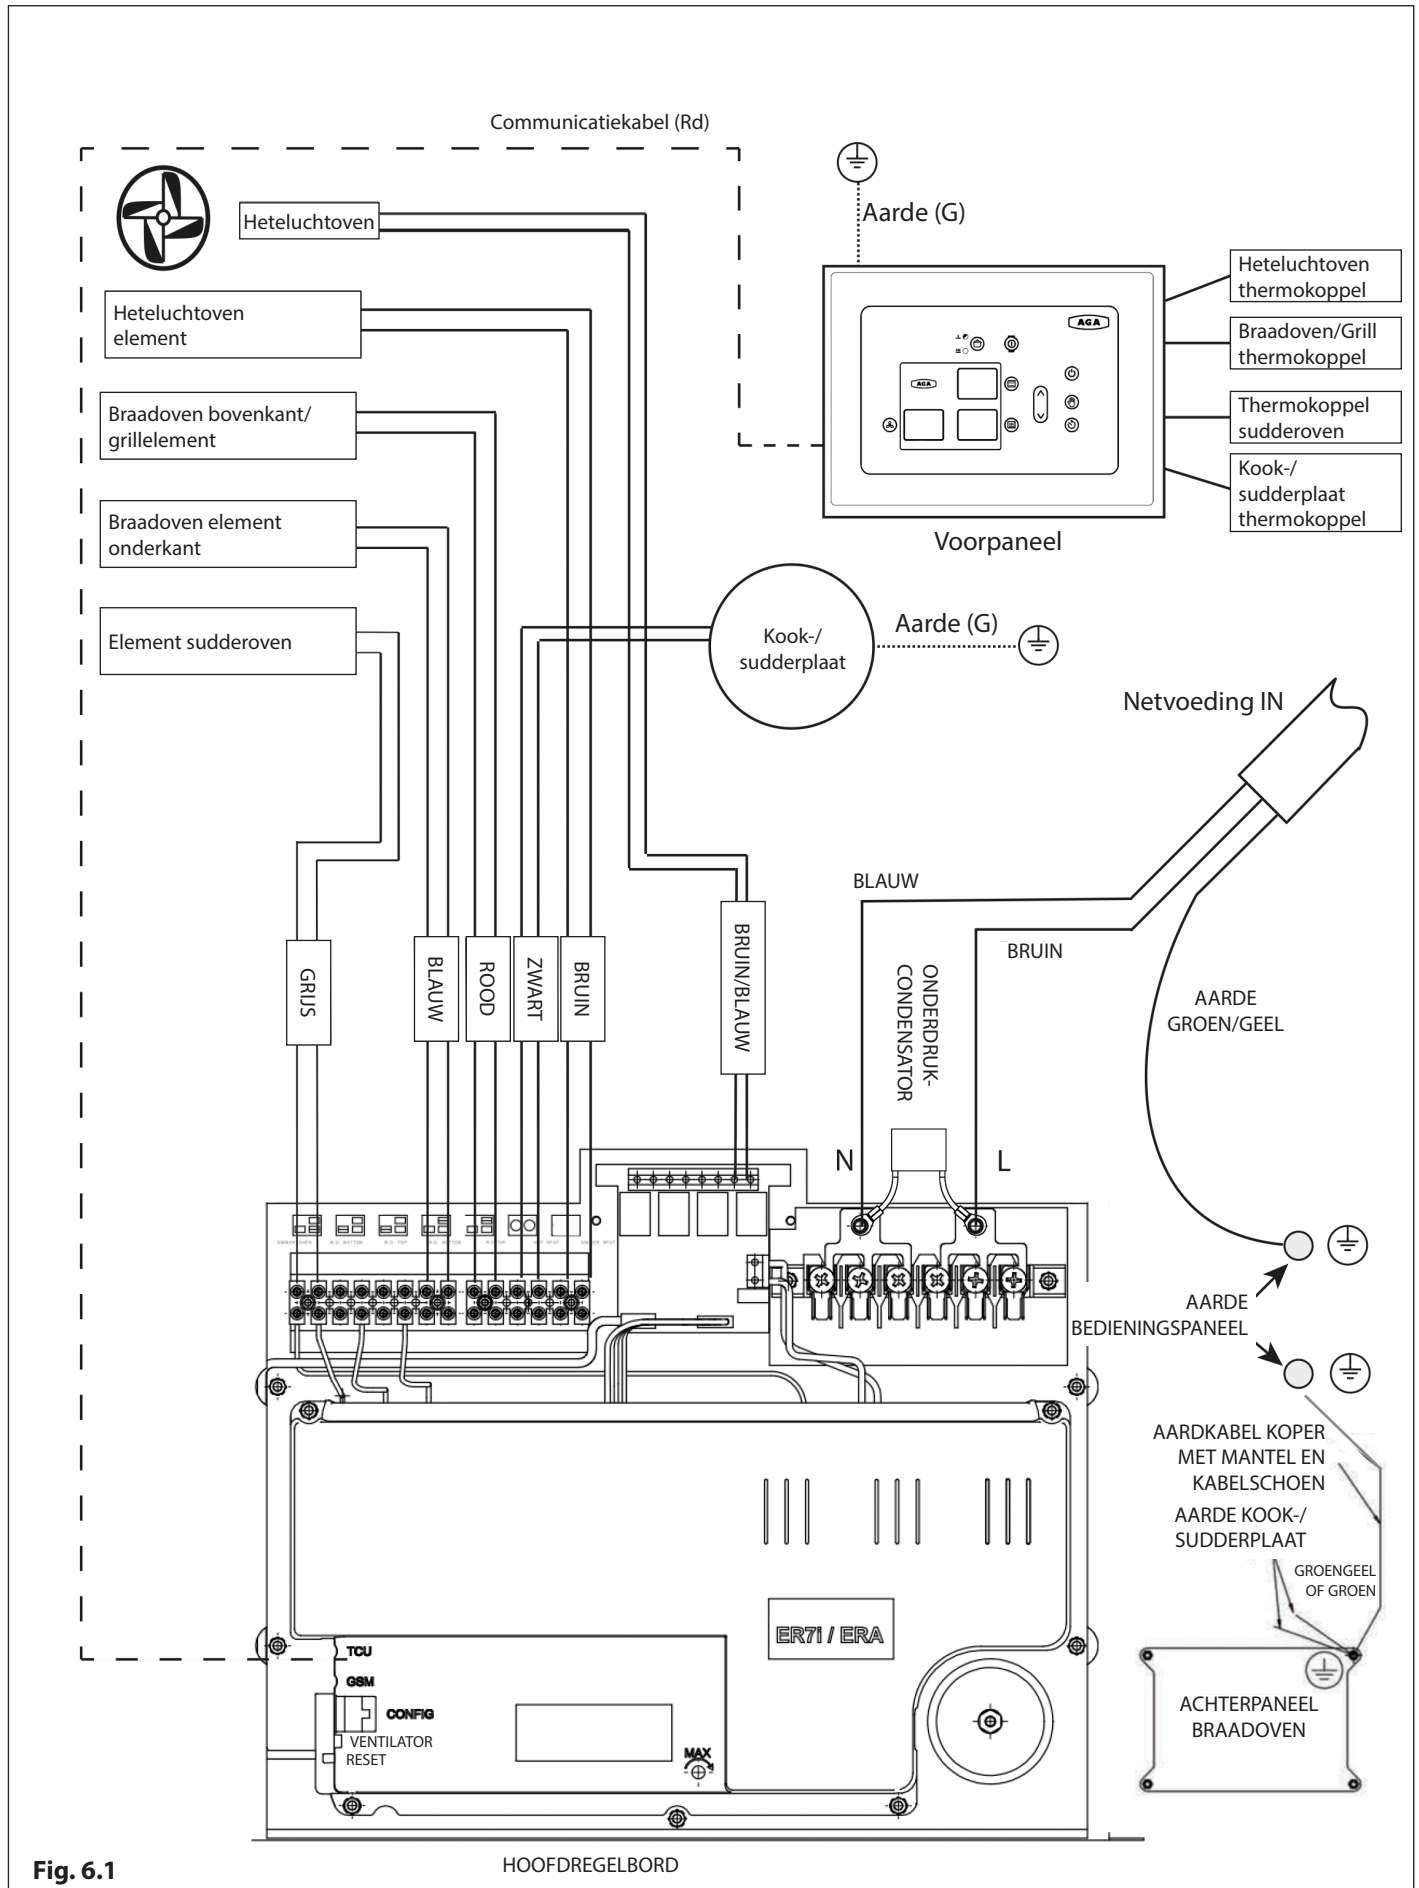 Communicatiekabel (Rd)
Aarde (G)
Heteluchtoven
Heteluchtoven
element
Braadoven bovenkant/
grillelement
Braadoven element
onderkant
Element sudderoven
AGA
AGA
Heteluchtoven
thermokoppel
Braadoven/Grill
thermokoppel
Thermokoppel
sudderoven
Kook-/
sudderplaat
thermokoppel
Voorpaneel
Kook-/
sudderplaat
Aarde (G)
Netvoeding IN
BLAUW
BRUIN
GRIJS
BLAUW
ROOD
ZWART
BRUIN
BRUIN/BLAUW
ONDERDRUK-
CONDENSATOR
AARDE
GROEN/GEEL
N
L
AARDE
BEDIENINGSPANEEL
AARDKABEL KOPER
MET MANTEL EN
KABELSCHOEN
AARDE KOOK-/
SUDDERPLAAT
GROENGEEL
OF GROEN
ER7i / ERA
TCU
GSM
CONFIG
VENTILATOR
RESET
MAX
ACHTERPANEEL
BRAADOVEN
HOOFDREGELBORD
Fig. 6.1